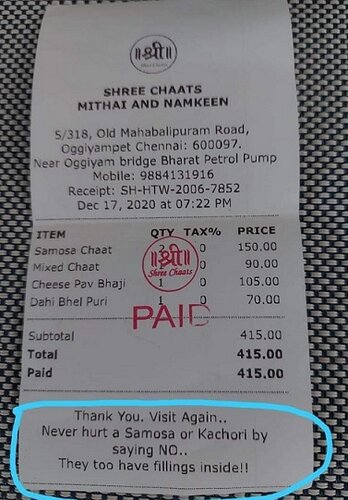 ॥श्री॥
Shree Chaats
SHREE CHAATS
MITHAI AND NAMKEEN
5/318, Old Mahabalipuram Road,
Oggiyampet Chennai: 600097.
Near Oggiyam bridge Bharat Petrol Pump
Mobile: 9884131916
Receipt: SH-HTW-2006-7852
Dec 17, 2020 at 07:22 PM
ITEM QTY TAX% PRICE
Samosa Chaat 2 0 150.00
Mixed Chaat 0 90.00
Cheese Pav Bhaji 1 0 105.00
Dahi Bhel Puri 1 0 70.00
॥श्री॥
Shree Chaats
PAID
Subtotal 415.00
Total 415.00
Paid 415.00
Thank You. Visit Again..
Never hurt a Samosa or Kachori by
saying NO..
They too have fillings inside!!